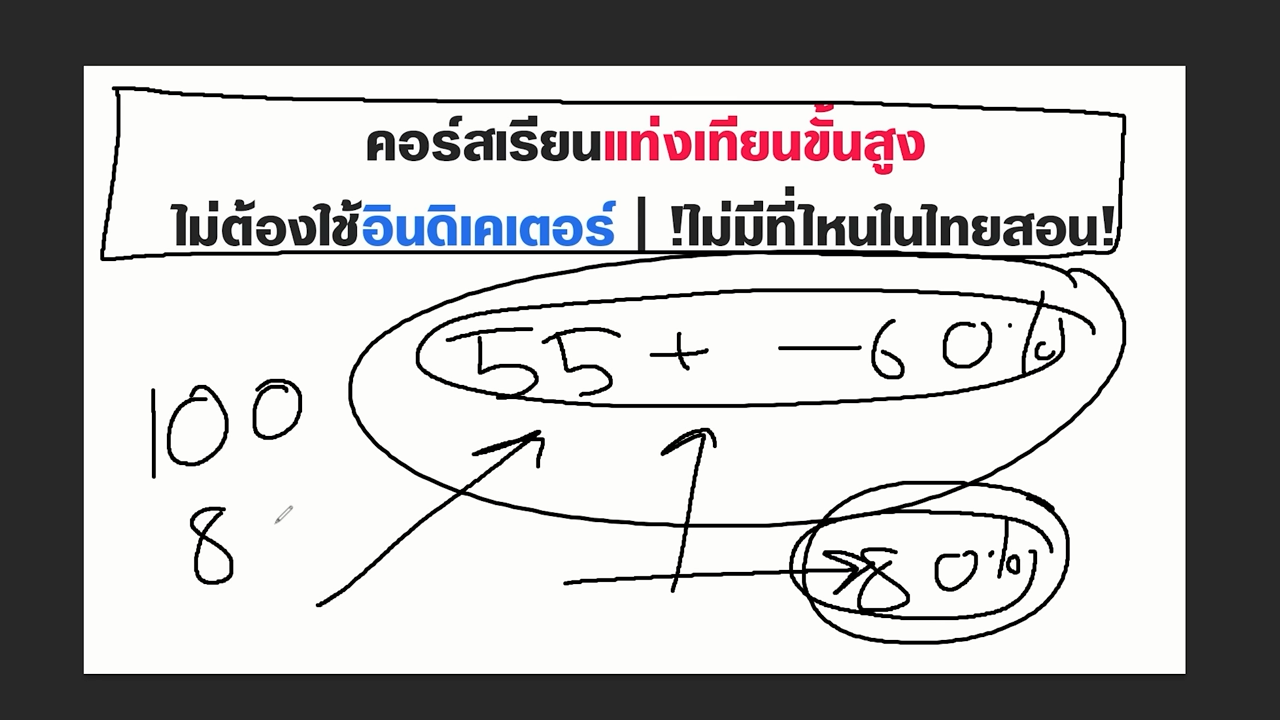 คอร์สเรียนแท่งเทียนขั้นสูง
ไม่ต้องใช้อินดิเคเตอร์ | !ไม่มีที่ไหนในไทยสอน!
55+ — 60%
100
8
80%